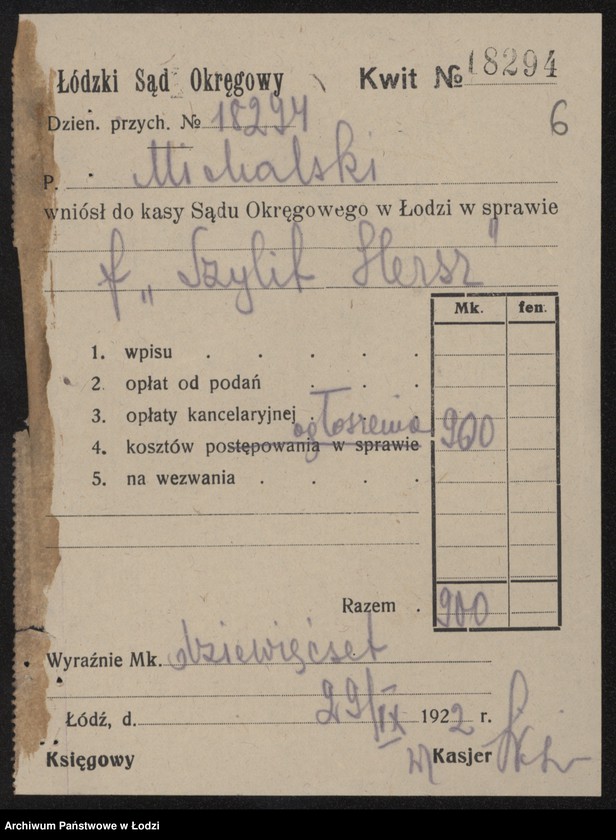 Łódzki Sąd Okręgowy Kwit № 18294
Dzien. przych. № 18294
6
P. Michalski
wniósł do kasy Sądu Okręgowego w Łodzi w sprawie
f „Szylit Hersz"
Mk. fen.
1. wpisu . . . . .
2. opłat od podań . . .
3. opłaty kancelaryjnej . . .
ogłoszenia
4. kosztów postępowania w sprawie 900
5. na wezwania . . . .
Razem . 900
Wyraźnie Mk. dziewięćset
Łódź, d. 29/IX 1922 r.
Księgowy Kasjer
Archiwum Państwowe w Łodzi